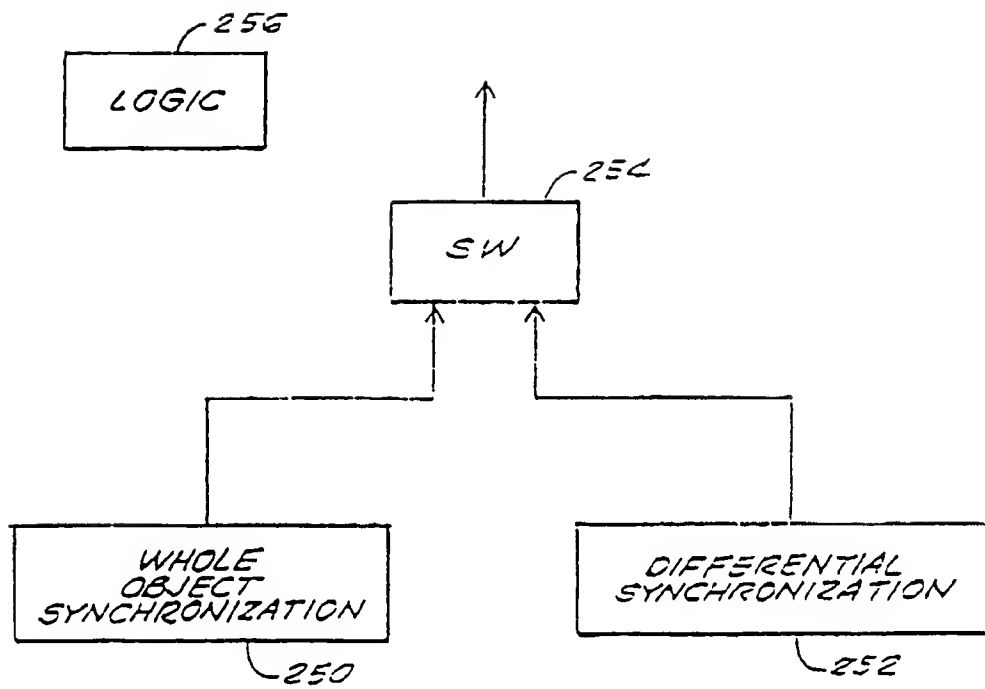 256
LOGIC
254
SW
WHOLE
OBJECT
SYNCHRONIZATION
250
DIFFERENTIAL
SYNCHRONIZATION
252